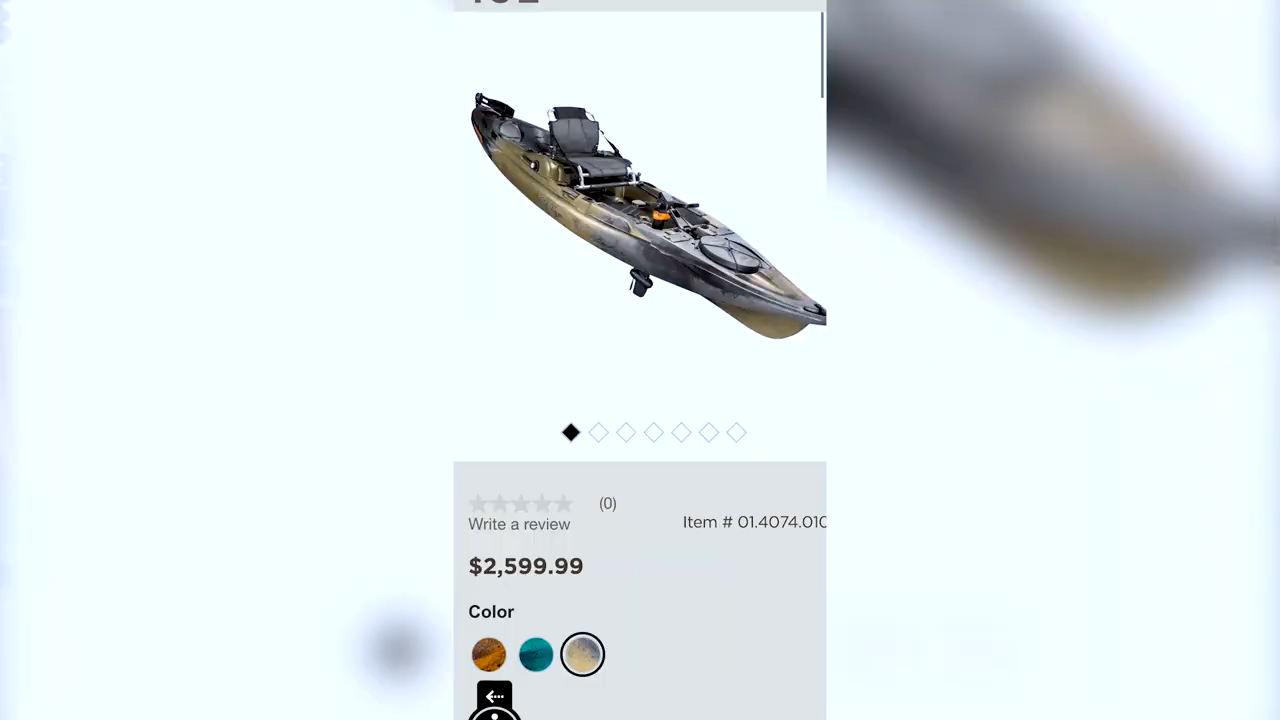 (0)
Write a review
Item # 01.4074.010
$2,599.99
Color